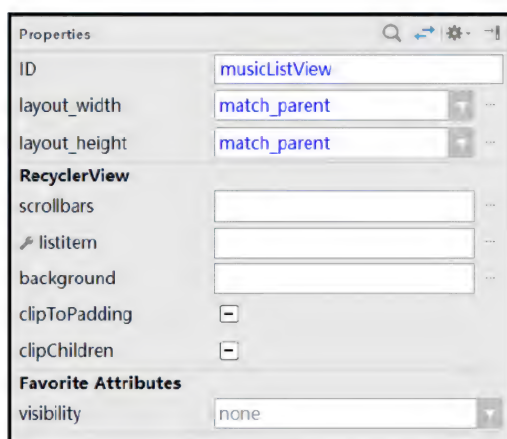 Properties
ID musicListView
layout_width match_parent
layout_height match_parent
RecyclerView
scrollbars
listitem
background
clipToPadding
clipChildren
Favorite Attributes
visibility none